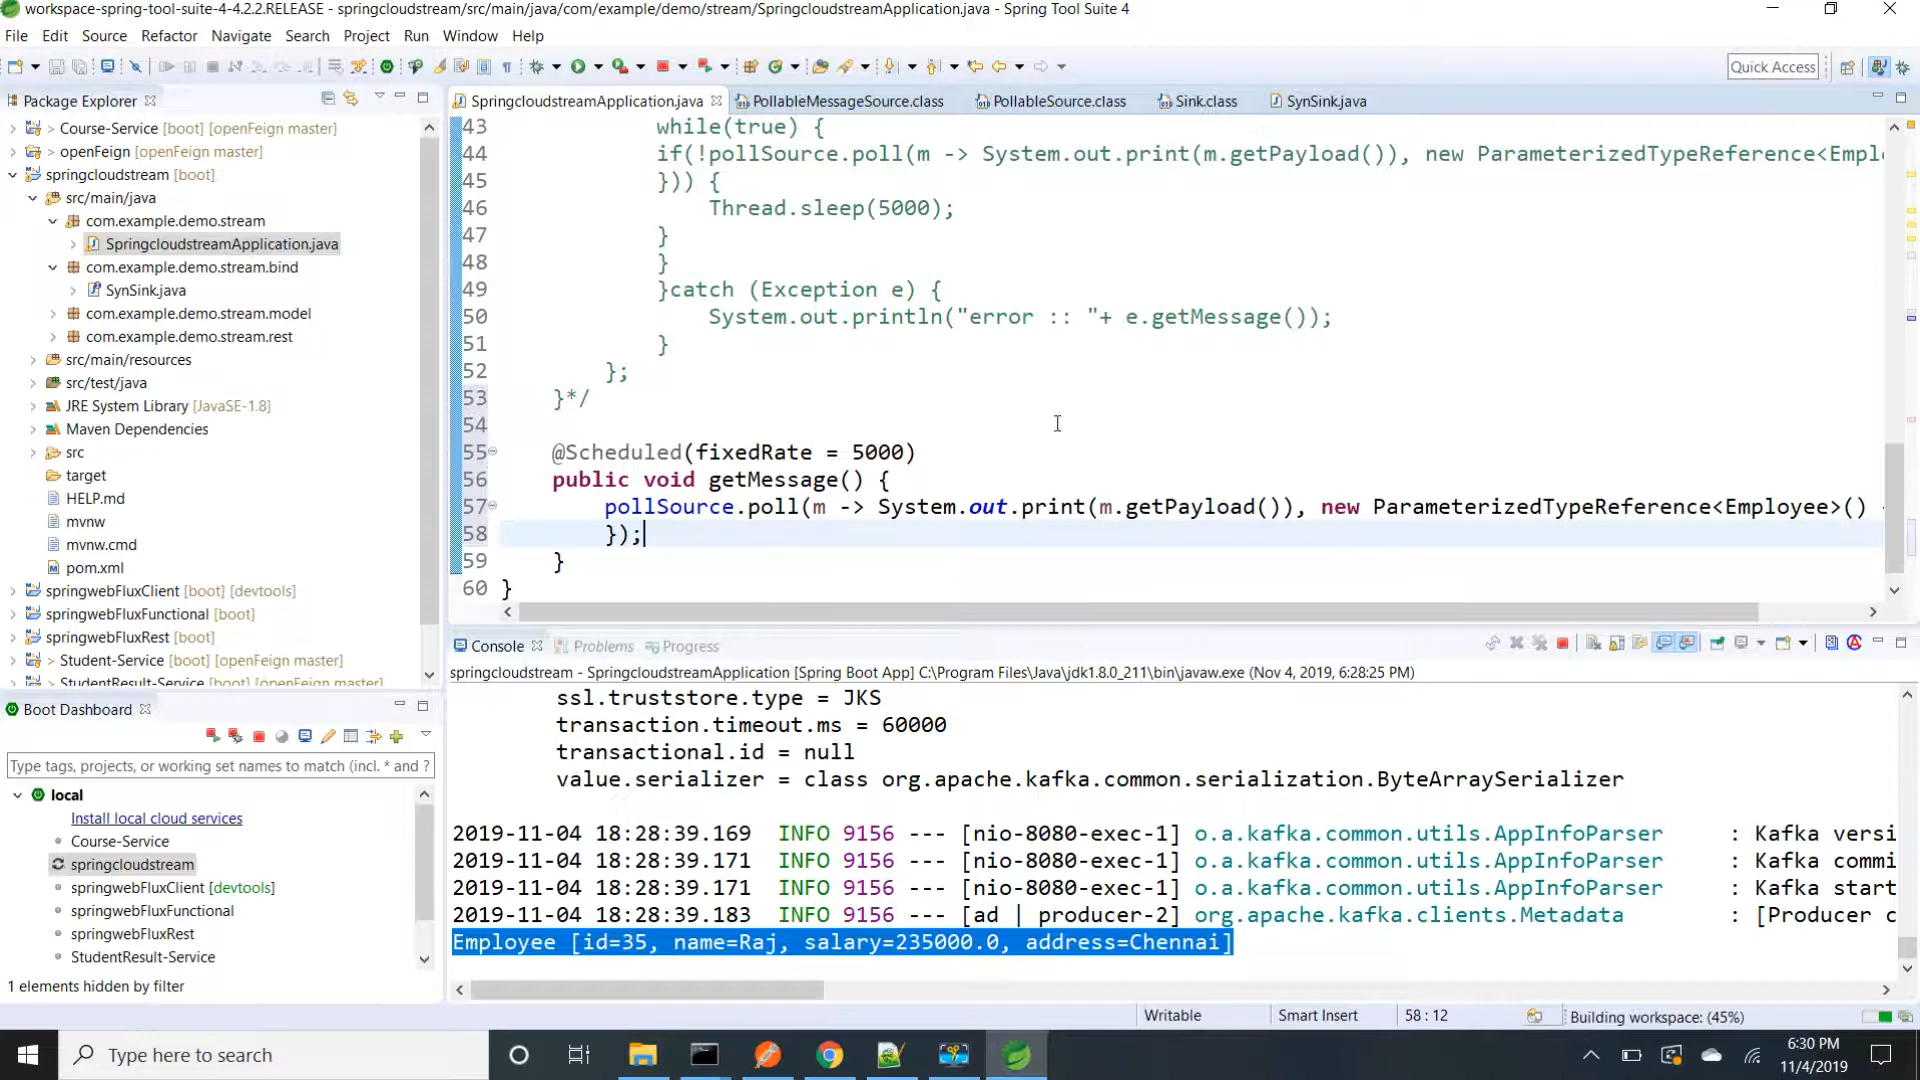 workspace-spring-tool-suite-4-4.2.2.RELEASE - springcloudstream/src/main/java/com/example/demo/stream/SpringcloudstreamApplication.java - Spring Tool Suite 4
File Edit Source Refactor Navigate Search Project Run Window Help
Quick Access
Package Explorer
> Course-Service [boot] [openFeign master]
> openFeign [openFeign master]
springcloudstream [boot]
src/main/java
com.example.demo.stream
SpringcloudstreamApplication.java
com.example.demo.stream.bind
SynSink.java
com.example.demo.stream.model
com.example.demo.stream.rest
src/main/resources
src/test/java
JRE System Library [JavaSE-1.8]
Maven Dependencies
src
target
HELP.md
mvnw
mvnw.cmd
pom.xml
springwebFluxClient [boot] [devtools]
springwebFluxFunctional [boot]
springwebFluxRest [boot]
> Student-Service [boot] [openFeign master]
> StudentResult-Service [boot] [openFeign master]
SpringcloudstreamApplication.java PollableMessageSource.class PollableSource.class Sink.class SynSink.java
43 while(true) {
44 if(!pollSource.poll(m -> System.out.print(m.getPayload()), new ParameterizedTypeReference<Empl
45 })) {
46 Thread.sleep(5000);
47 }
48 }
49 }catch (Exception e) {
50 System.out.println("error :: "+ e.getMessage());
51 }
52 };
53 }*/
54
55 @Scheduled(fixedRate = 5000)
56 public void getMessage() {
57 pollSource.poll(m -> System.out.print(m.getPayload()), new ParameterizedTypeReference<Employee>()
58 });
59 }
60 }
Boot Dashboard
Type tags, projects, or working set names to match (incl. * and ?
local
Install local cloud services
Course-Service
springcloudstream
springwebFluxClient [devtools]
springwebFluxFunctional
springwebFluxRest
StudentResult-Service
1 elements hidden by filter
Console Problems Progress
springcloudstream - SpringcloudstreamApplication [Spring Boot App] C:\Program Files\Java\jdk1.8.0_211\bin\javaw.exe (Nov 4, 2019, 6:28:25 PM)
ssl.truststore.type = JKS
transaction.timeout.ms = 60000
transactional.id = null
value.serializer = class org.apache.kafka.common.serialization.ByteArraySerializer
2019-11-04 18:28:39.169 INFO 9156 --- [nio-8080-exec-1] o.a.kafka.common.utils.AppInfoParser : Kafka versi
2019-11-04 18:28:39.171 INFO 9156 --- [nio-8080-exec-1] o.a.kafka.common.utils.AppInfoParser : Kafka commi
2019-11-04 18:28:39.171 INFO 9156 --- [nio-8080-exec-1] o.a.kafka.common.utils.AppInfoParser : Kafka start
2019-11-04 18:28:39.183 INFO 9156 --- [ad | producer-2] org.apache.kafka.clients.Metadata : [Producer c
Employee [id=35, name=Raj, salary=235000.0, address=Chennai]
Writable Smart Insert 58 : 12 Building workspace: (45%)
Type here to search
6:30 PM
11/4/2019